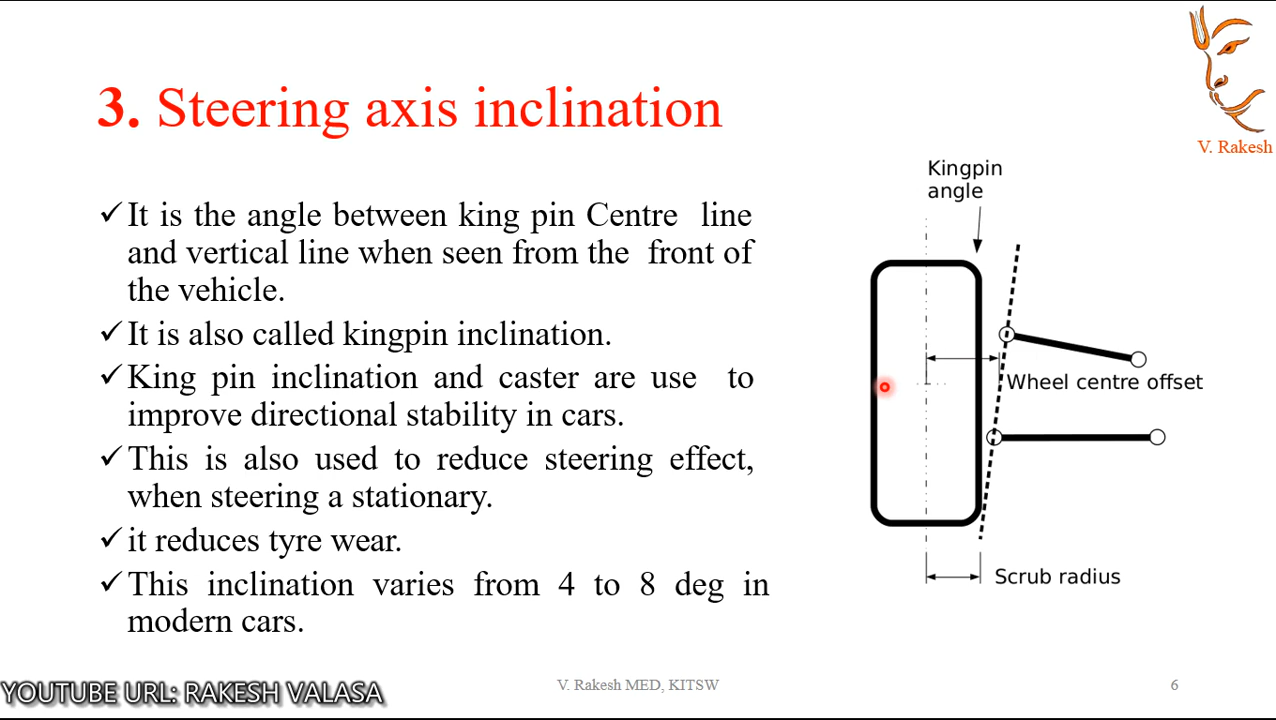 3. Steering axis inclination
V. Rakesh
✓It is the angle between king pin Centre line
and vertical line when seen from the front of
the vehicle.
✓It is also called kingpin inclination.
✓King pin inclination and caster are use to
improve directional stability in cars.
✓This is also used to reduce steering effect,
when steering a stationary.
✓it reduces tyre wear.
✓This inclination varies from 4 to 8 deg in
modern cars.
Kingpin
angle
Wheel centre offset
Scrub radius
YOUTUBE URL: RAKESH VALASA
V. Rakesh MED, KITSW
6